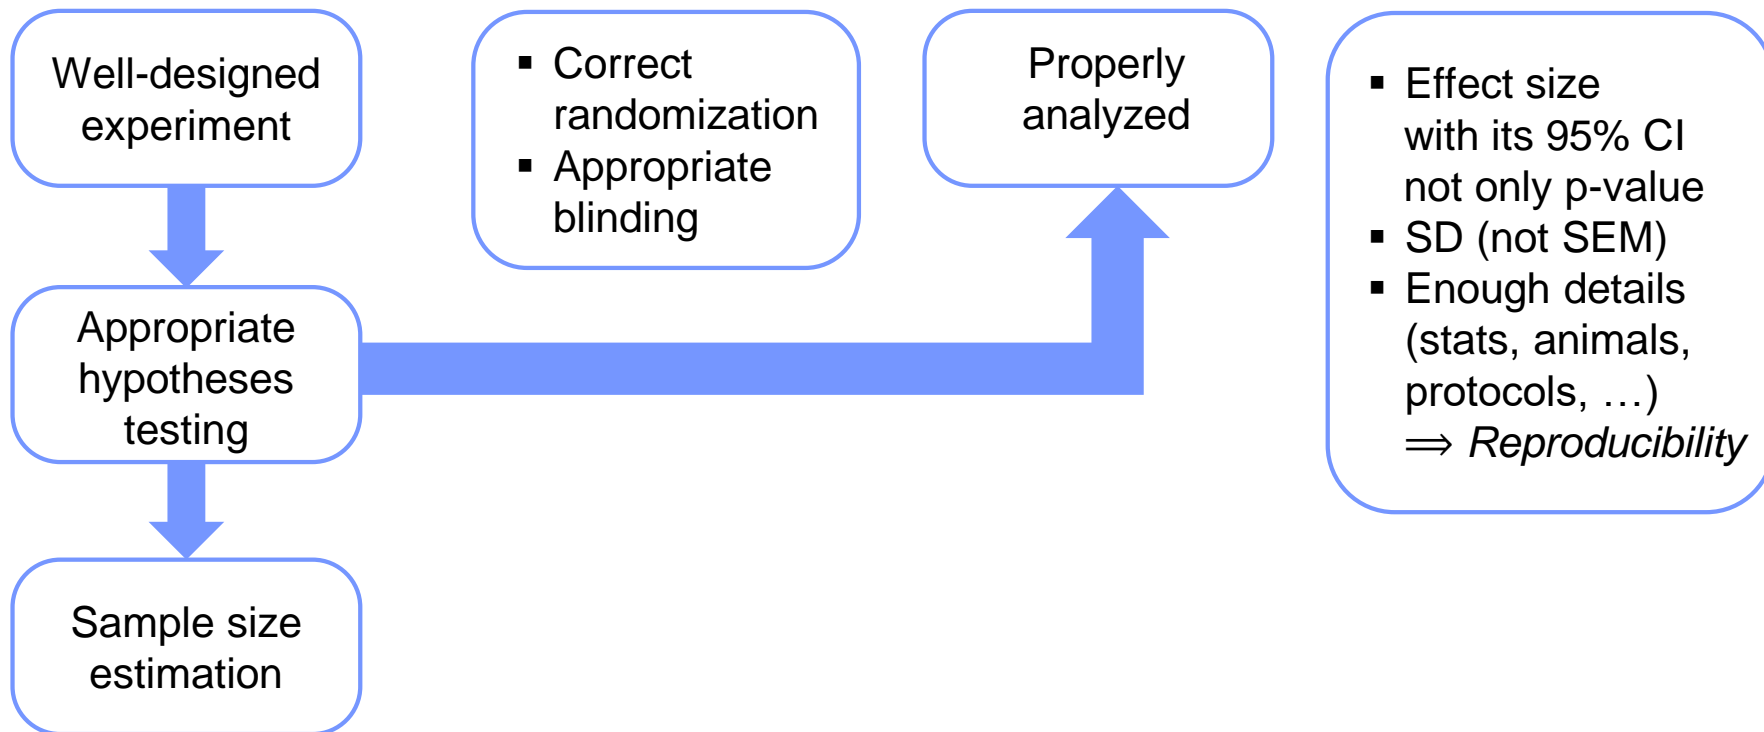 Well-designed
experiment
Appropriate
hypotheses
testing
Sample size
estimation
▪ Correct
randomization
▪ Appropriate
blinding
Properly
analyzed
▪ Effect size
with its 95% CI
not only p-value
▪ SD (not SEM)
▪ Enough details
(stats, animals,
protocols, …)
⟹ Reproducibility